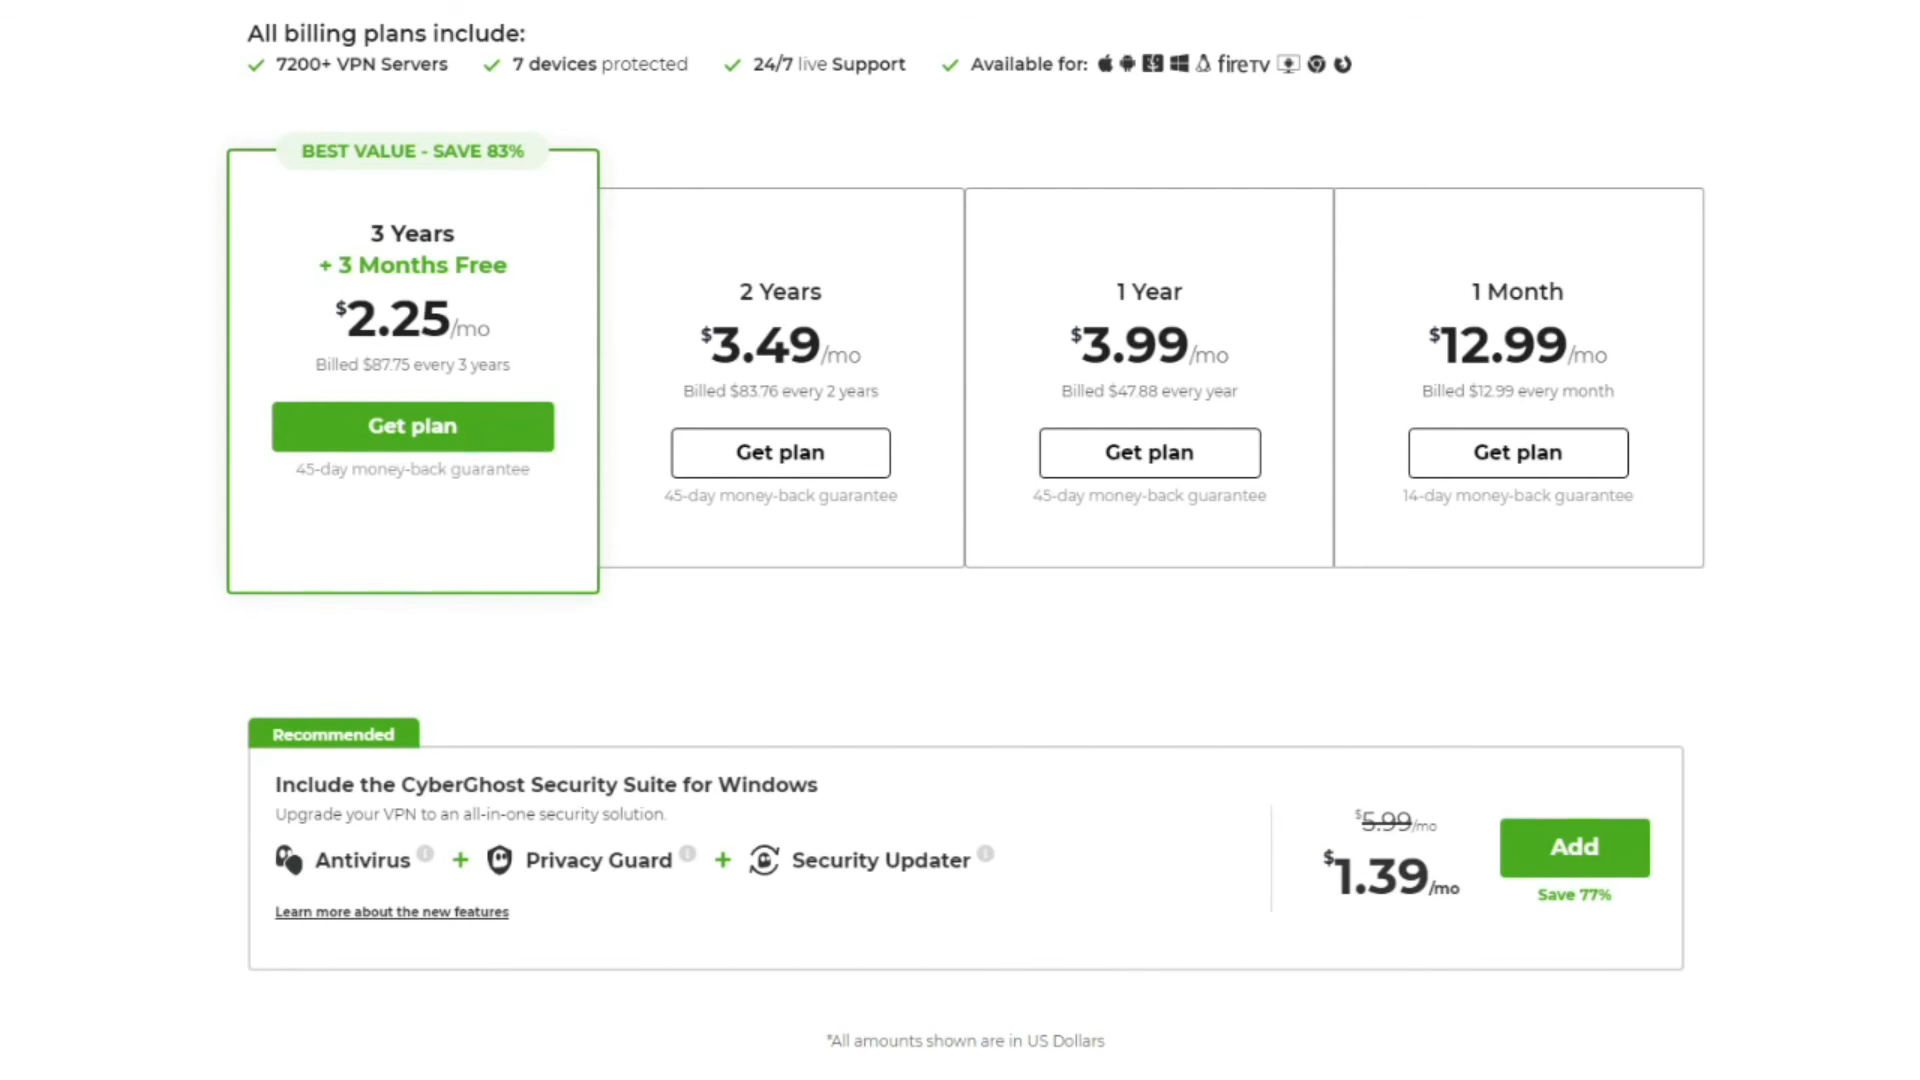 All billing plans include:
7200+ VPN Servers 7 devices protected 24/7 live Support Available for: fireTV
BEST VALUE - SAVE 83%
3 Years
+ 3 Months Free
$2.25/mo
Billed $87.75 every 3 years
Get plan
45-day money-back guarantee
2 Years
$3.49/mo
Billed $83.76 every 2 years
Get plan
45-day money-back guarantee
1 Year
$3.99/mo
Billed $47.88 every year
Get plan
45-day money-back guarantee
1 Month
$12.99/mo
Billed $12.99 every month
Get plan
14-day money-back guarantee
Recommended
Include the CyberGhost Security Suite for Windows
Upgrade your VPN to an all-in-one security solution.
Antivirus + Privacy Guard + Security Updater
Learn more about the new features
$5.99/mo
$1.39/mo
Add
Save 77%
*All amounts shown are in US Dollars